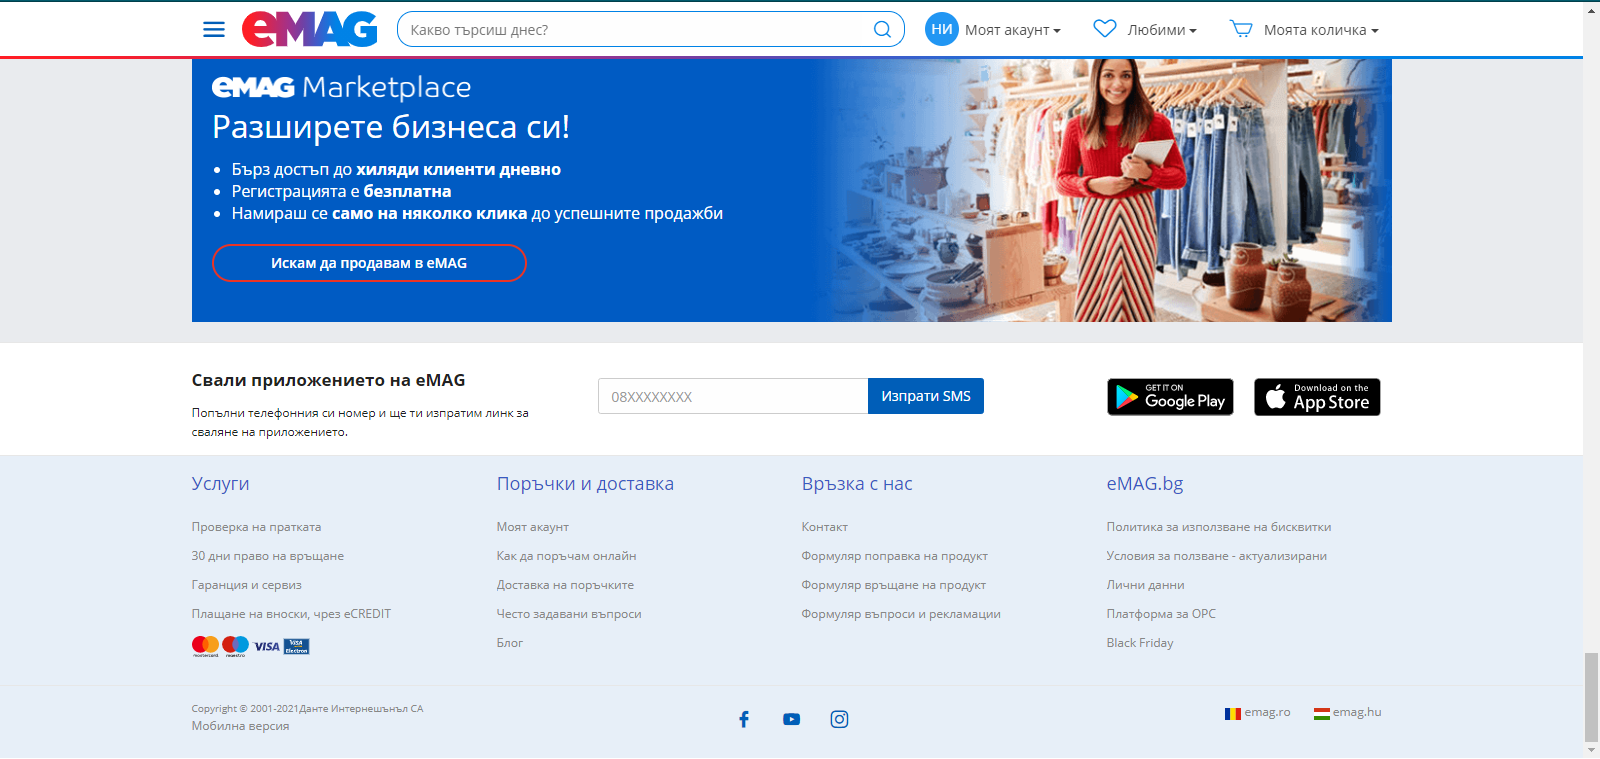 eMAG
Какво търсиш днес?
НИ
Моят акаунт
Любими
Моята количка
eMAG Marketplace
Разширете бизнеса си!
Бърз достъп до хиляди клиенти дневно
Регистрацията е безплатна
Намираш се само на няколко клика до успешните продажби
Искам да продавам в eMAG
Свали приложението на eMAG
Попълни телефонния си номер и ще ти изпратим линк за
сваляне на приложението.
08XXXXXXXX
Изпрати SMS
GET IT ON
Google Play
Download on the
App Store
Услуги
Проверка на пратката
30 дни право на връщане
Гаранция и сервиз
Плащане на вноски, чрез eCREDIT
mastercard
maestro
VISA
VISA
Electron
Поръчки и доставка
Моят акаунт
Как да поръчам онлайн
Доставка на поръчките
Често задавани въпроси
Блог
Връзка с нас
Контакт
Формуляр поправка на продукт
Формуляр връщане на продукт
Формуляр въпроси и рекламации
eMAG.bg
Политика за използване на бисквитки
Условия за ползване - актуализирани
Лични данни
Платформа за ОРС
Black Friday
Copyright © 2001-2021Данте Интернешънъл СА
Мобилна версия
emag.ro
emag.hu